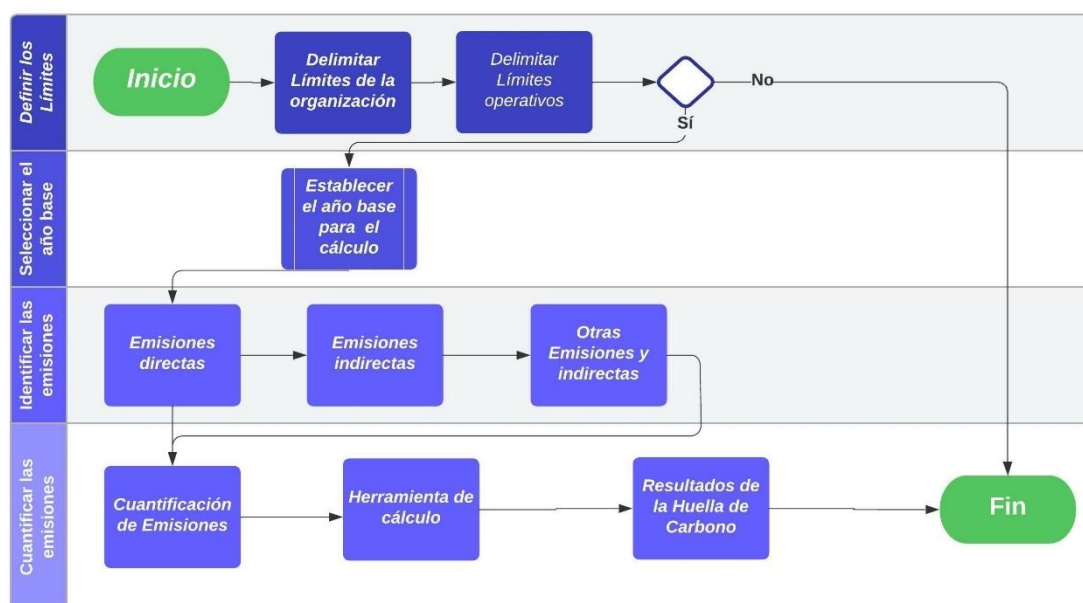 Definir los
Límites
Inicio
Delimitar
Límites de la
organización
Delimitar
Límites
operativos
No
Sí
Seleccionar el
año base
Establecer
el año base
para el
cálculo
Identificar las
emisiones
Emisiones
directas
Emisiones
indirectas
Otras
Emisiones y
indirectas
Cuantificar las
emisiones
Cuantificación
de Emisiones
Herramienta de
cálculo
Resultados de
la Huella de
Carbono
Fin